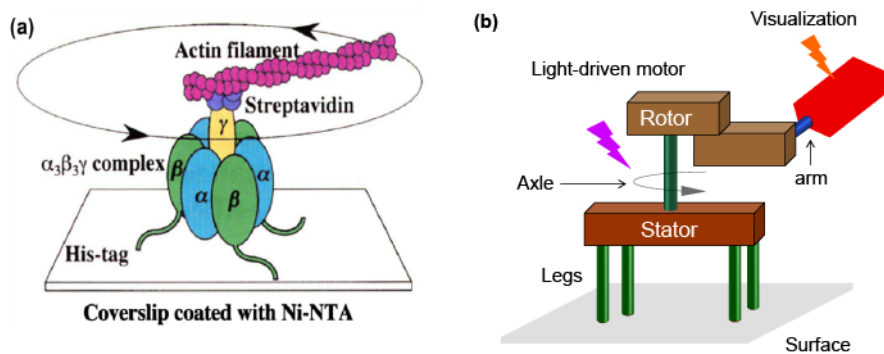 (a)
Actin filament
Streptavidin
γ
α₃β₃γ complex
β
α
β
α
His-tag
Coverslip coated with Ni-NTA
(b)
Visualization
Light-driven motor
Rotor
arm
Axle
Stator
Legs
Surface